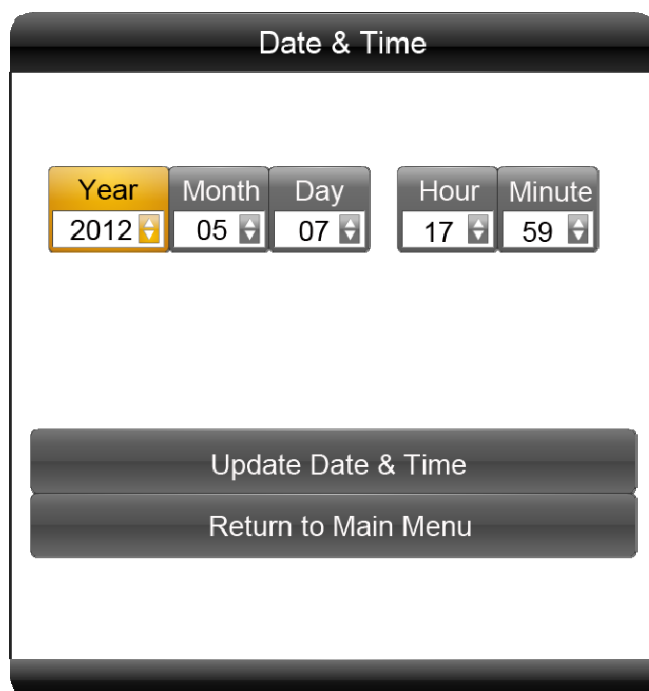 Date & Time
Year Month Day Hour Minute
2012 05 07 17 59
Update Date & Time
Return to Main Menu